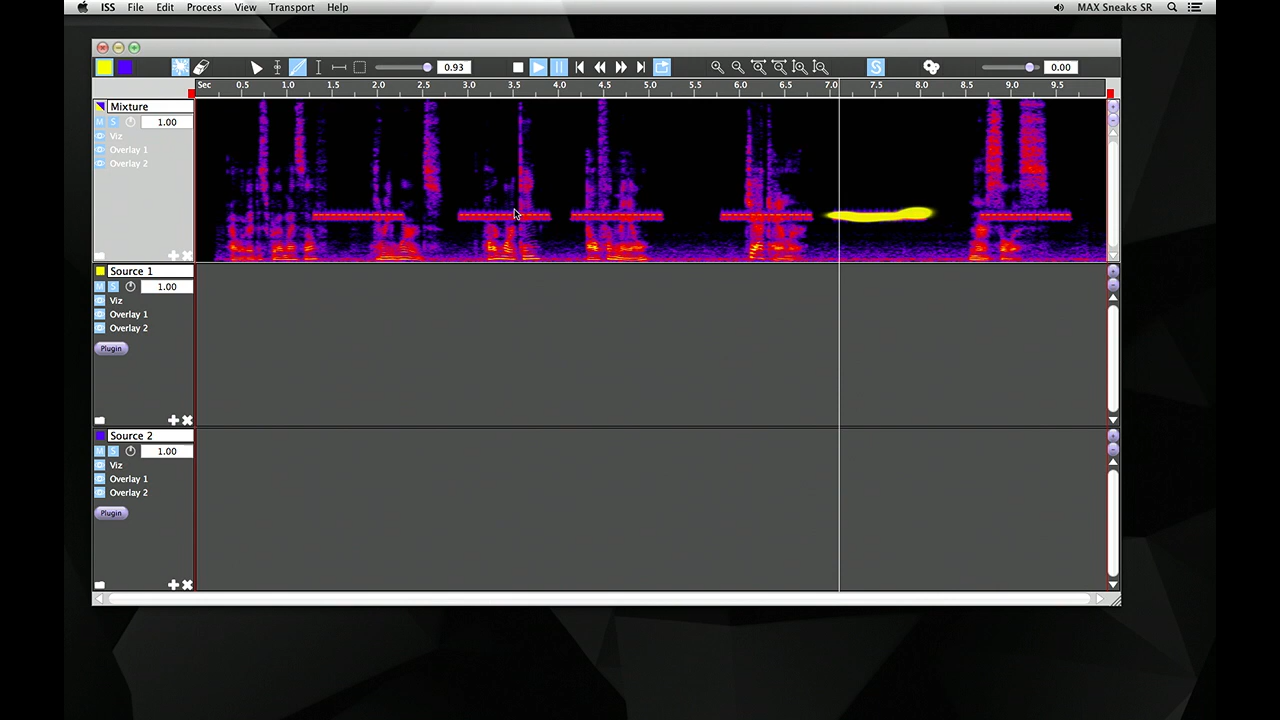 ISS File Edit Process View Transport Help MAX Sneaks SR
0.93 S 0.00
Sec 0.5 1.0 1.5 2.0 2.5 3.0 3.5 4.0 4.5 5.0 5.5 6.0 6.5 7.0 7.5 8.0 8.5 9.0 9.5
Mixture
M S 1.00
Viz
Overlay 1
Overlay 2
Source 1
M S 1.00
Viz
Overlay 1
Overlay 2
Plugin
Source 2
M S 1.00
Viz
Overlay 1
Overlay 2
Plugin